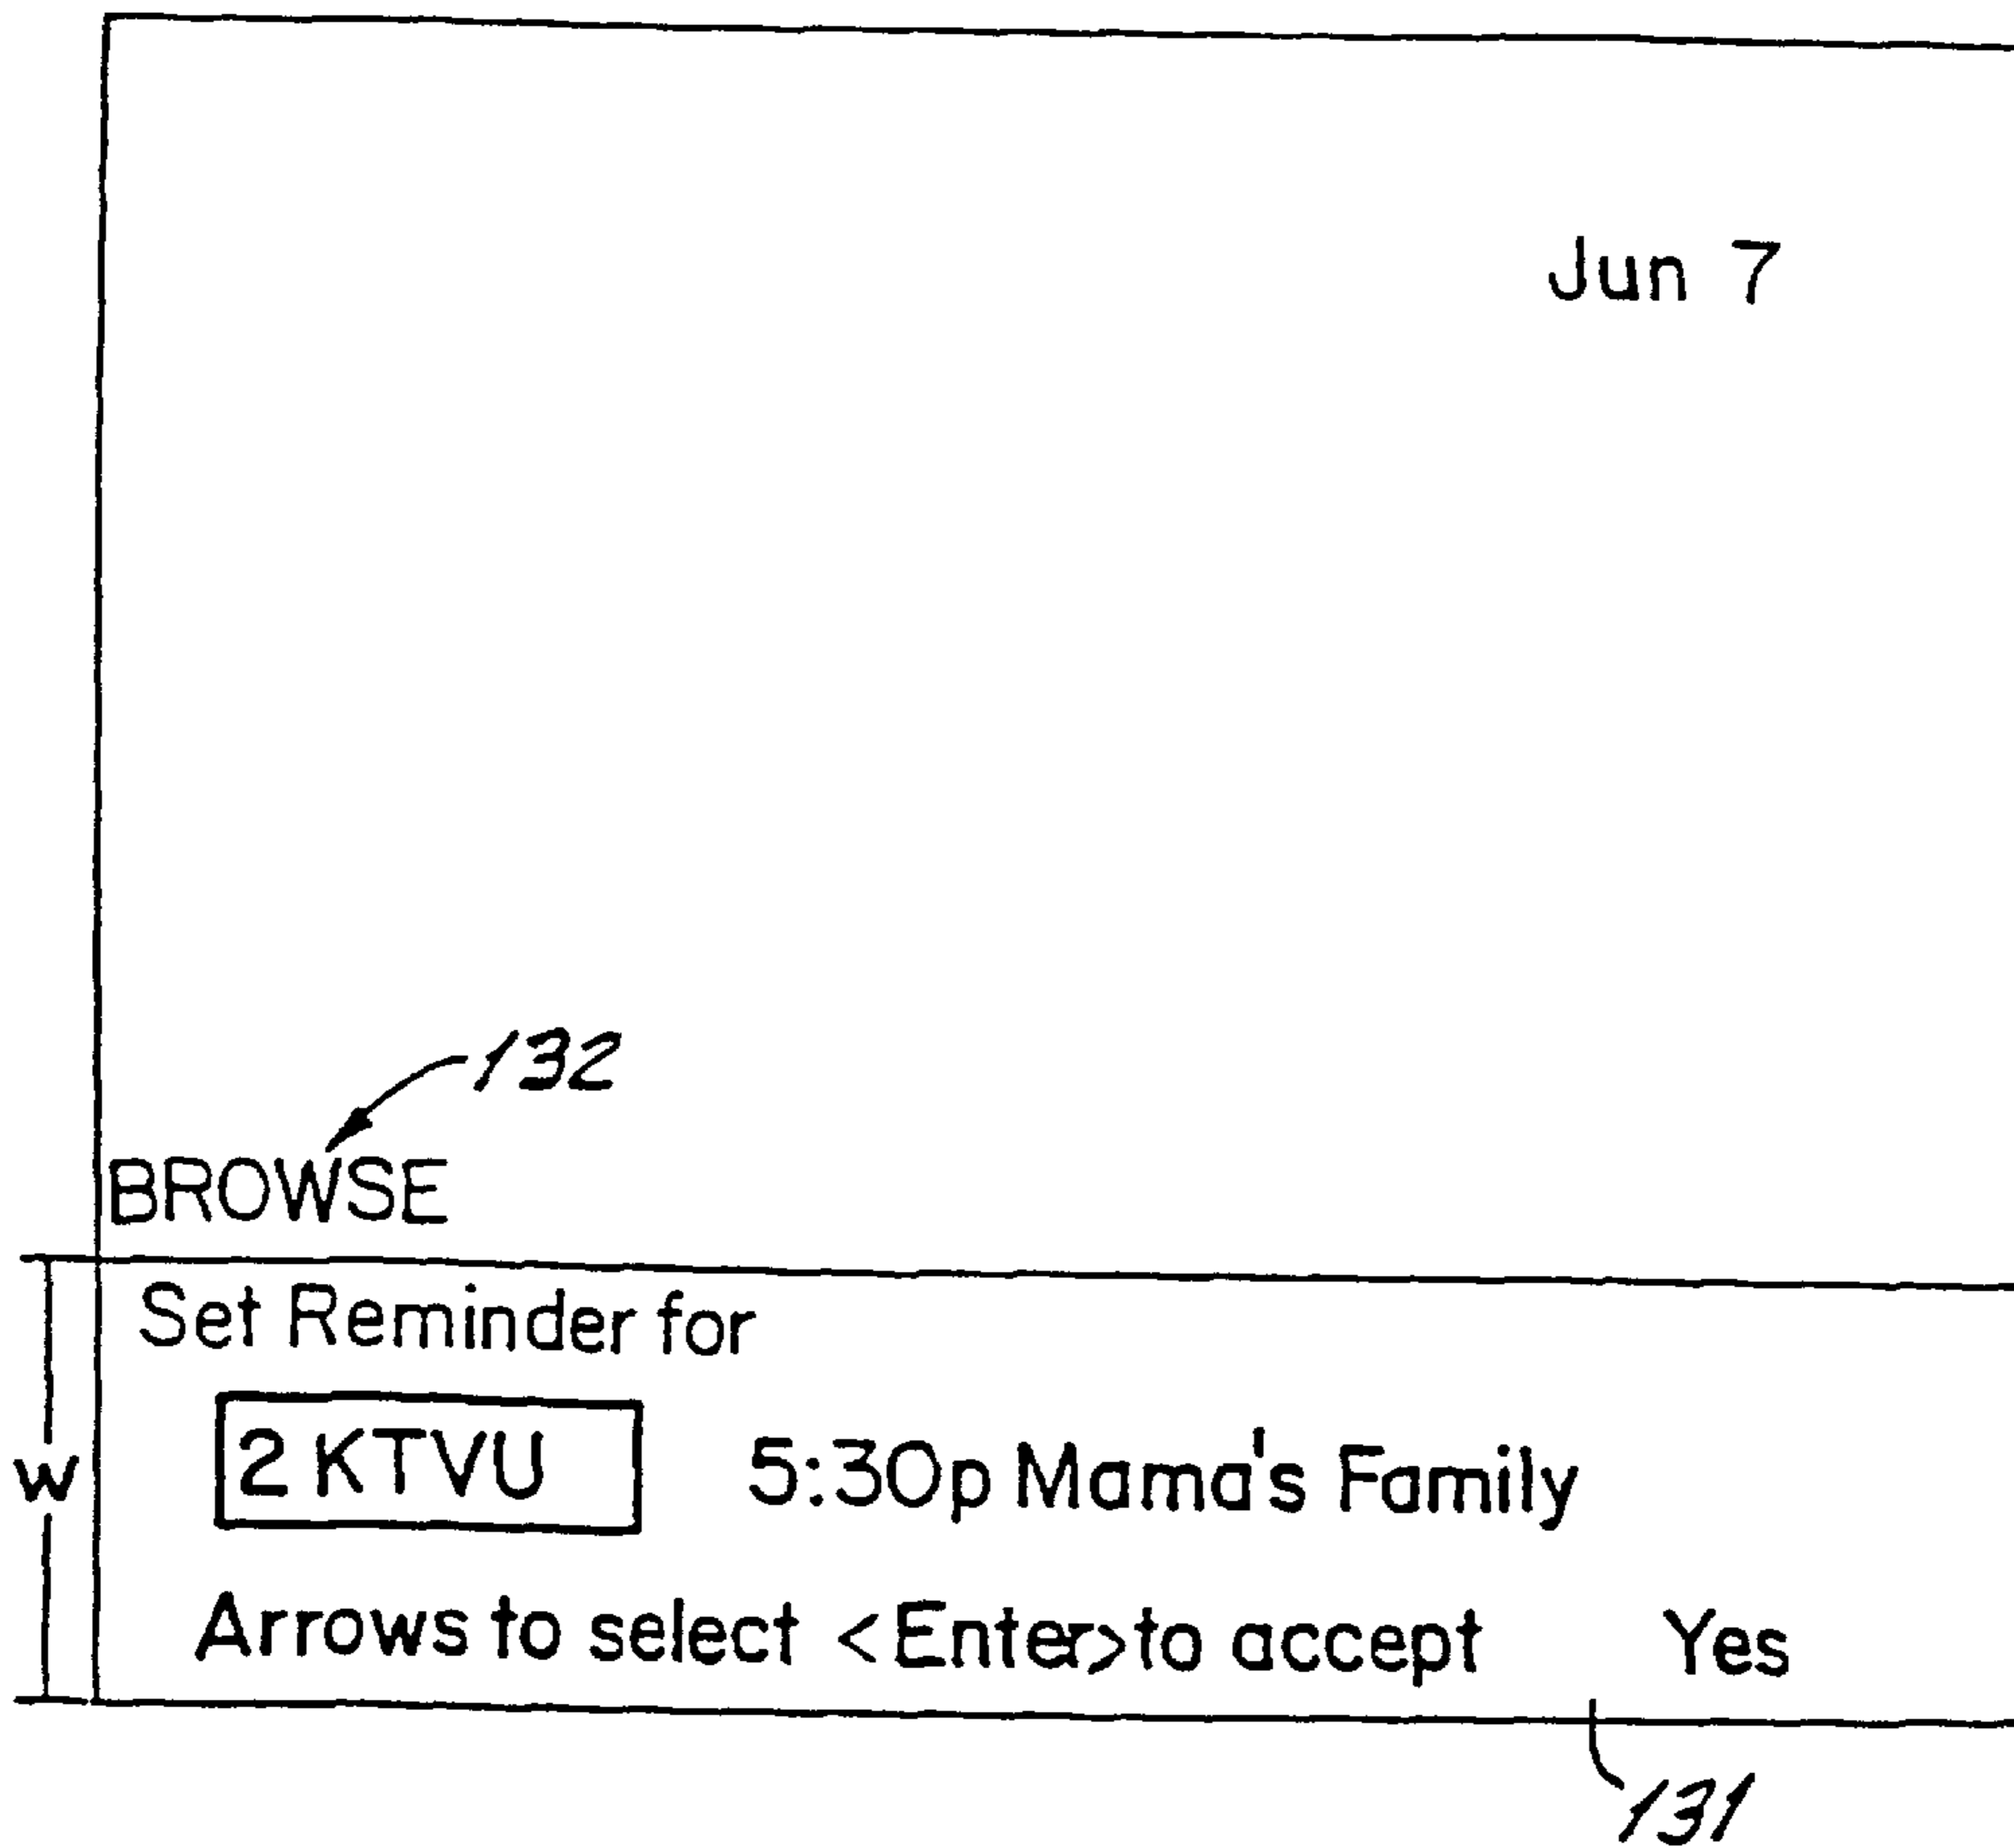 Jun 7
132
BROWSE
Set Reminder for
2 KTVU 5:30p Mama's Family
w
Arrows to select <Enter>to accept Yes
131